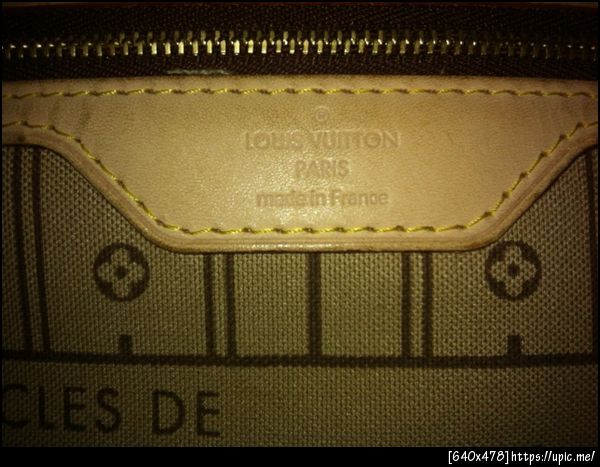 ®
LOUIS VUITTON
PARIS
made in France
CLES DE
[640x478]https://upic.me/